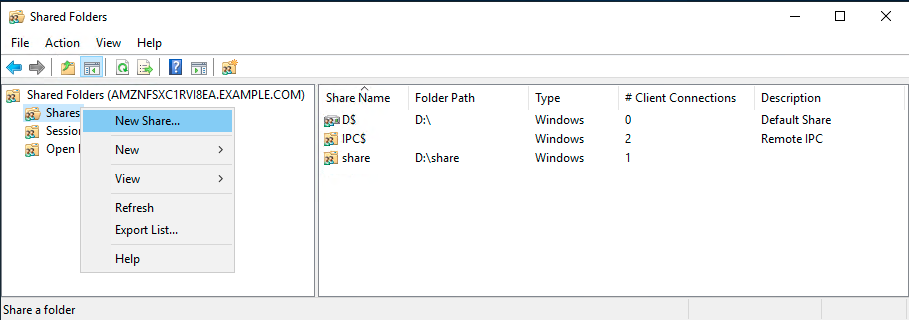 Shared Folders
File Action View Help
Shared Folders (AMZNFSXC1RVI8EA.EXAMPLE.COM)
Shares
Session
Open
New Share...
New
View
Refresh
Export List...
Help
Share Name Folder Path Type # Client Connections Description
D$ D:\ Windows 0 Default Share
IPC$ Windows 2 Remote IPC
share D:\share Windows 1
Share a folder